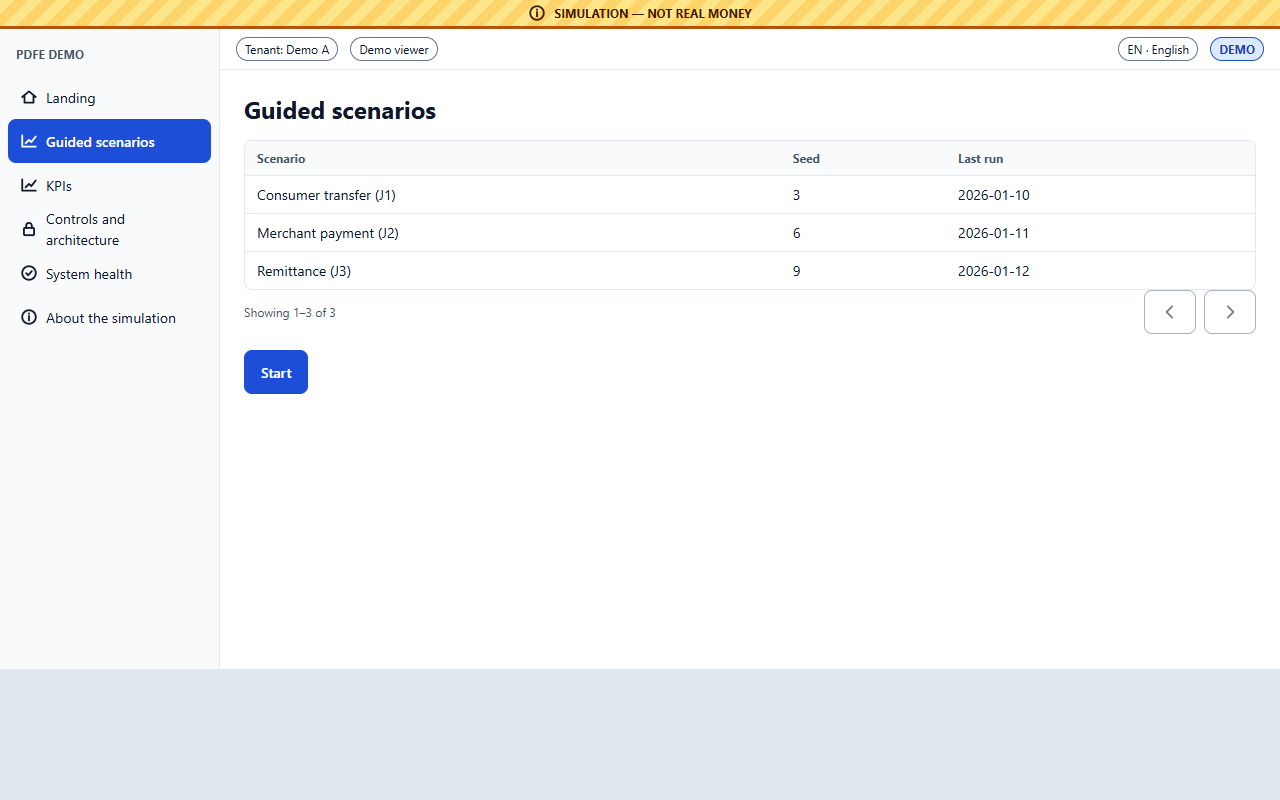 SIMULATION — NOT REAL MONEY
PDFE DEMO
Landing
Guided scenarios
KPIs
Controls and
architecture
System health
About the simulation
Tenant: Demo A
Demo viewer
EN · English
DEMO
Guided scenarios
Scenario Seed Last run
Consumer transfer (J1) 3 2026-01-10
Merchant payment (J2) 6 2026-01-11
Remittance (J3) 9 2026-01-12
Showing 1–3 of 3
Start